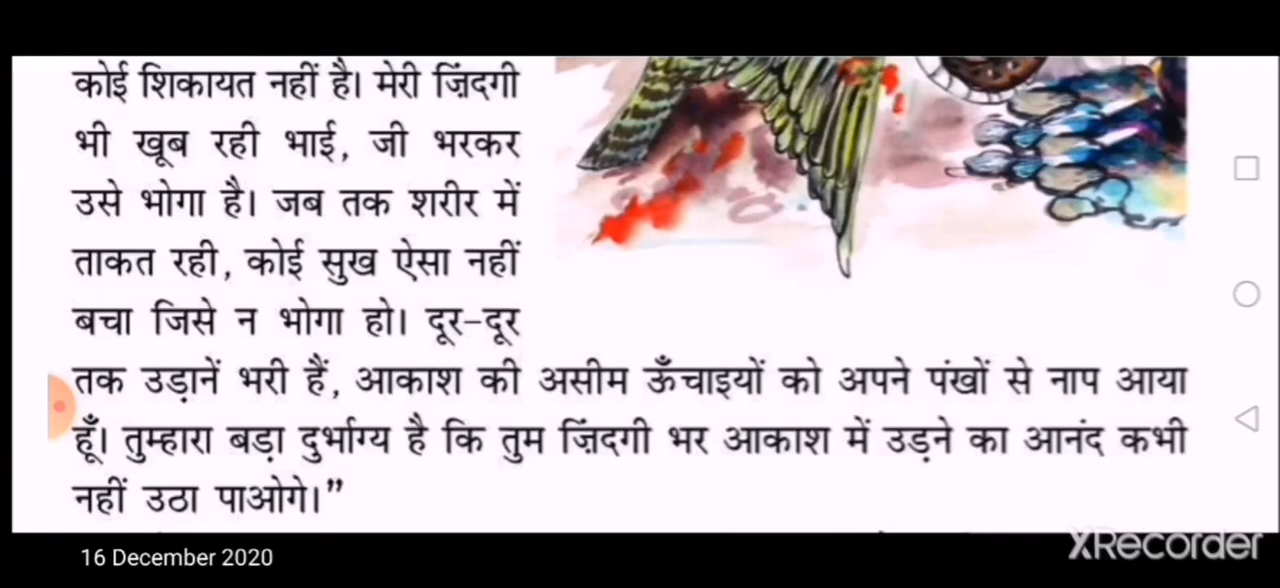 कोई शिकायत नहीं है। मेरी ज़िंदगी
भी खूब रही भाई, जी भरकर
उसे भोगा है। जब तक शरीर में
ताकत रही, कोई सुख ऐसा नहीं
बचा जिसे न भोगा हो। दूर-दूर
तक उड़ानें भरी हैं, आकाश की असीम ऊँचाइयों को अपने पंखों से नाप आया
हूँ। तुम्हारा बड़ा दुर्भाग्य है कि तुम ज़िंदगी भर आकाश में उड़ने का आनंद कभी
नहीं उठा पाओगे।”
16 December 2020
XRecorder